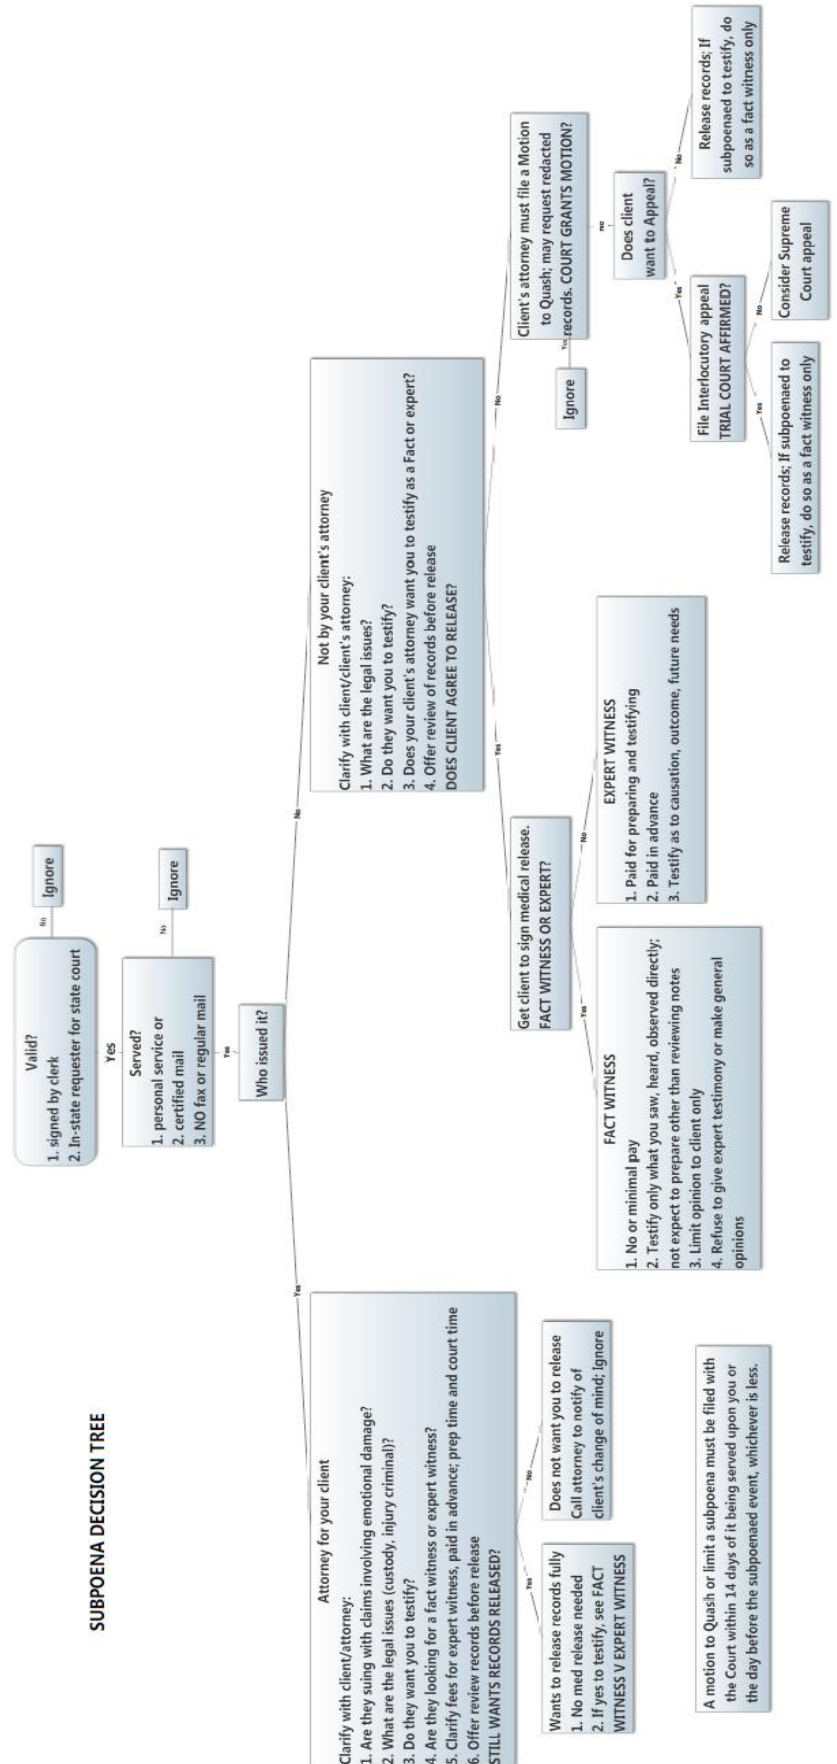 SUBPOENA DECISION TREE
Valid?
1. signed by clerk
2. In-state requester for state court
No
Ignore
Yes
Served?
1. personal service or
2. certified mail
3. NO fax or regular mail
No
Ignore
Yes
Who issued it?
Yes
No
Attorney for your client
Clarify with client/attorney:
1. Are they suing with claims involving emotional damage?
2. What are the legal issues (custody, injury criminal)?
3. Do they want you to testify?
4. Are they looking for a fact witness or expert witness?
5. Clarify fees for expert witness, paid in advance; prep time and court time
6. Offer review records before release
STILL WANTS RECORDS RELEASED?
Yes
No
Wants to release records fully
1. No med release needed
2. If yes to testify, see FACT
WITNESS V EXPERT WITNESS
Does not want you to release
Call attorney to notify of
client's change of mind; Ignore
Not by your client's attorney
Clarify with client/client's attorney:
1. What are the legal issues?
2. Do they want you to testify?
3. Does your client's attorney want you to testify as a Fact or expert?
4. Offer review of records before release
DOES CLIENT AGREE TO RELEASE?
Yes
No
Get client to sign medical release.
FACT WITNESS OR EXPERT?
Yes
No
FACT WITNESS
1. No or minimal pay
2. Testify only what you saw, heard, observed directly;
not expect to prepare other than reviewing notes
3. Limit opinion to client only
4. Refuse to give expert testimony or make general
opinions
EXPERT WITNESS
1. Paid for preparing and testifying
2. Paid in advance
3. Testify as to causation, outcome, future needs
Client's attorney must file a Motion
to Quash; may request redacted
records. COURT GRANTS MOTION?
Yes
Ignore
no
Does client
want to Appeal?
Yes
No
File Interlocutory appeal
TRIAL COURT AFFIRMED?
Release records; If
subpoenaed to testify, do
so as a fact witness only
Yes
No
Release records; If subpoenaed to
testify, do so as a fact witness only
Consider Supreme
Court appeal
A motion to Quash or limit a subpoena must be filed with
the Court within 14 days of it being served upon you or
the day before the subpoenaed event, whichever is less.